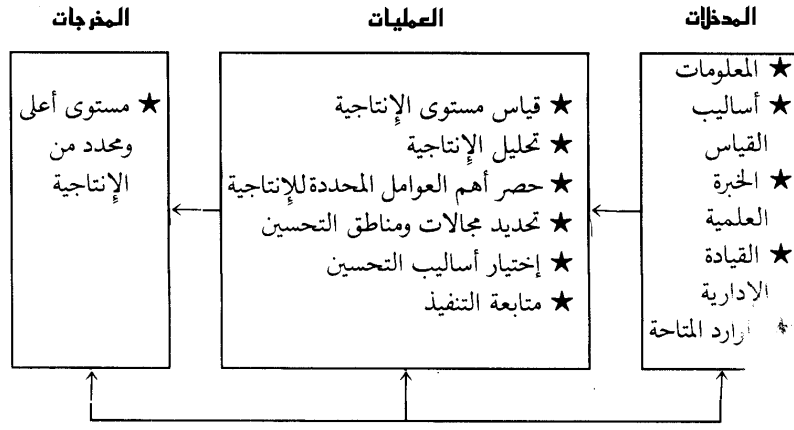 المدخلات
العمليات
المخرجات
★ المعلومات
★ أساليب
القياس
★ الخبرة
العلمية
★ القيادة
الإدارية
المتاحة
★ قياس مستوى الإنتاجية
★ تحليل الإنتاجية
★ حصر أهم العوامل المحددة للإنتاجية
★ تحديد مجالات ومناطق التحسين
★ إختيار أساليب التحسين
★ متابعة التنفيذ
★ مستوى أعلى
ومحدد من
الإنتاجية